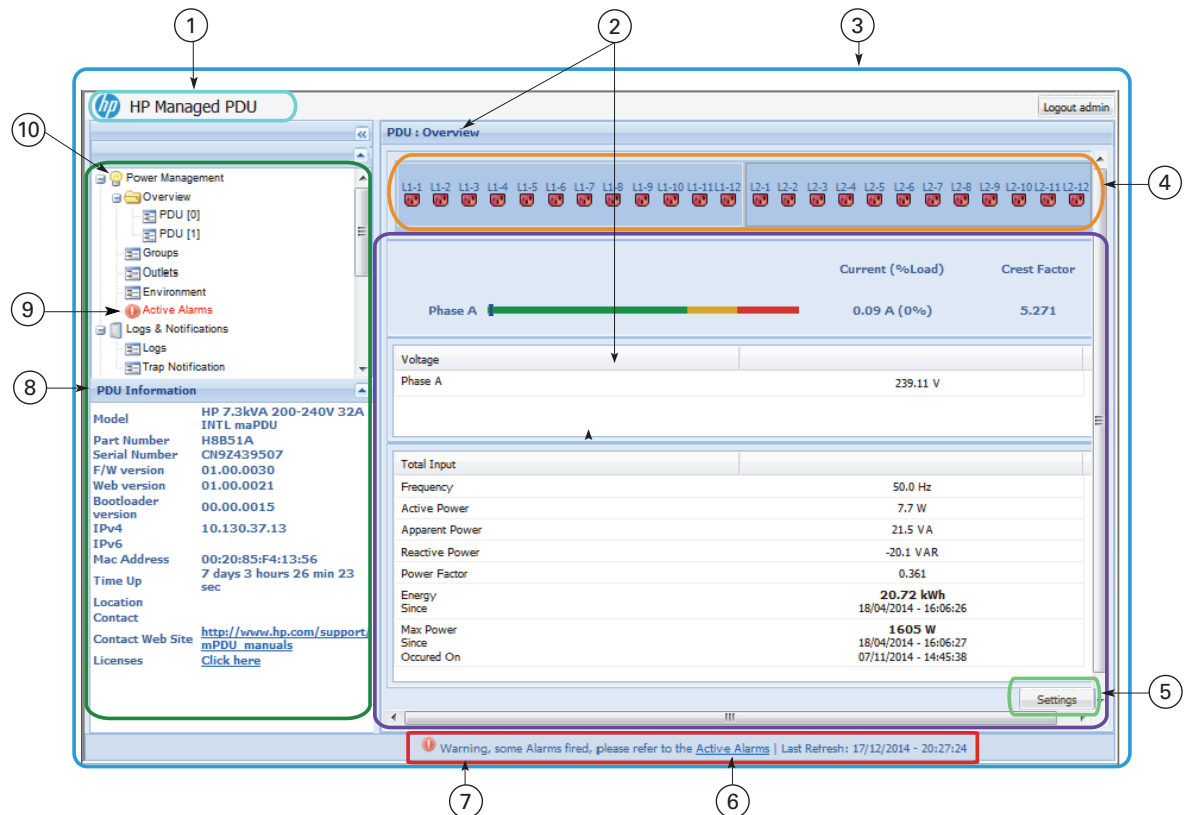 1
2
3
hp HP Managed PDU
Logout admin
10
PDU : Overview
Power Management
Overview
PDU [0]
PDU [1]
Groups
Outlets
Environment
9
Active Alarms
Logs & Notifications
Logs
Trap Notification
8
PDU Information
Model HP 7.3kVA 200-240V 32A
INTL maPDU
Part Number H8B51A
Serial Number CN9Z439507
F/W version 01.00.0030
Web version 01.00.0021
Bootloader
version 00.00.0015
IPv4 10.130.37.13
IPv6
Mac Address 00:20:85:F4:13:56
Time Up 7 days 3 hours 26 min 23
sec
Location
Contact
Contact Web Site http://www.hp.com/support/
mPDU_manuals
Licenses Click here
L1-1 L1-2 L1-3 L1-4 L1-5 L1-6 L1-7 L1-8 L1-9 L1-10 L1-11 L1-12 L2-1 L2-2 L2-3 L2-4 L2-5 L2-6 L2-7 L2-8 L2-9 L2-10 L2-11 L2-12
4
Current (%Load) Crest Factor
Phase A 0.09 A (0%) 5.271
Voltage
Phase A 239.11 V
Total Input
Frequency 50.0 Hz
Active Power 7.7 W
Apparent Power 21.5 VA
Reactive Power -20.1 VAR
Power Factor 0.361
Energy 20.72 kWh
Since 18/04/2014 - 16:06:26
Max Power 1605 W
Since 18/04/2014 - 16:06:27
Occured On 07/11/2014 - 14:45:38
Settings
5
Warning, some Alarms fired, please refer to the Active Alarms | Last Refresh: 17/12/2014 - 20:27:24
7
6